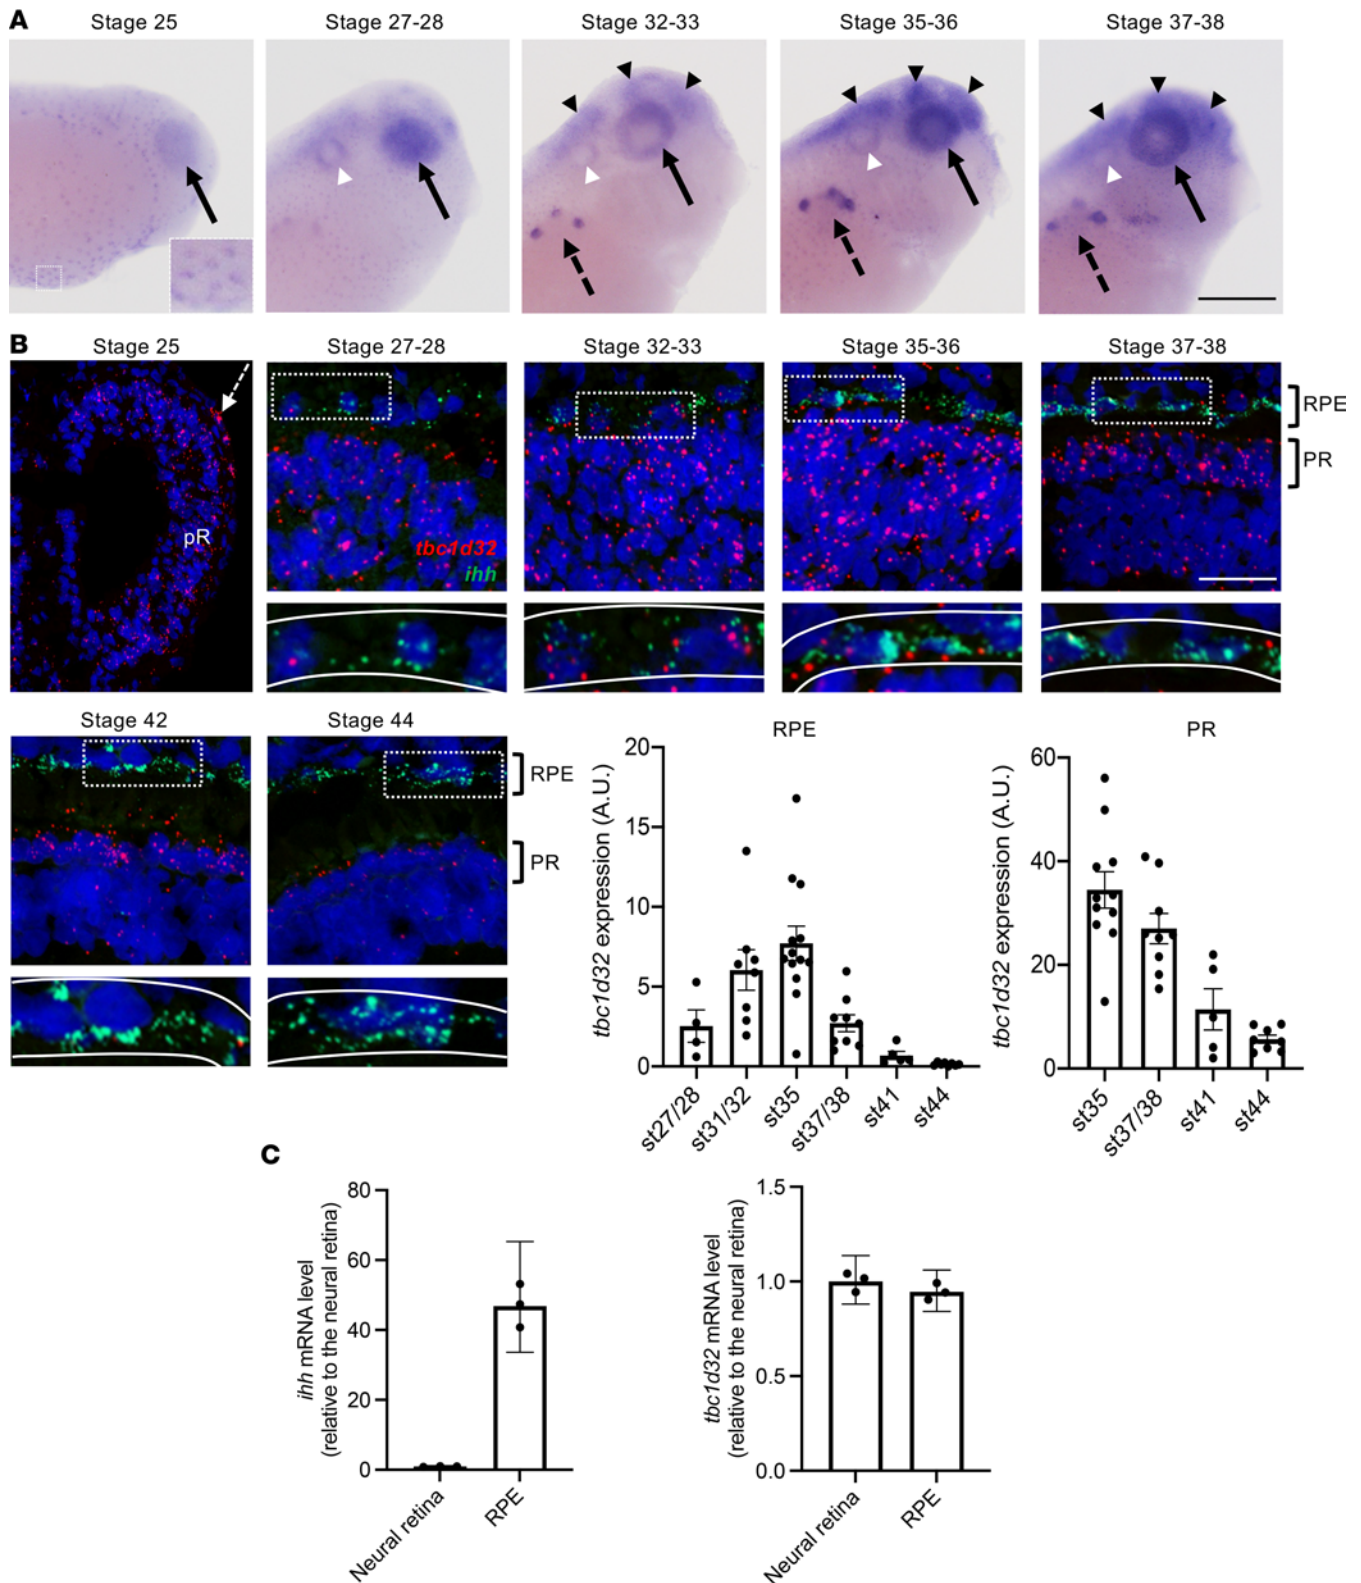 A
Stage 25 Stage 27-28 Stage 32-33 Stage 35-36 Stage 37-38
B
Stage 25 Stage 27-28 Stage 32-33 Stage 35-36 Stage 37-38
pR
tbc1d32
ihh
RPE
PR
Stage 42 Stage 44
RPE
PR
RPE
tbc1d32 expression (A.U.)
20
15
10
5
0
st27/28 st31/32 st35 st37/38 st41 st44
PR
tbc1d32 expression (A.U.)
60
40
20
0
st35 st37/38 st41 st44
C
ihh mRNA level
(relative to the neural retina)
80
60
40
20
0
Neural retina RPE
tbc1d32 mRNA level
(relative to the neural retina)
1.5
1.0
0.5
0.0
Neural retina RPE